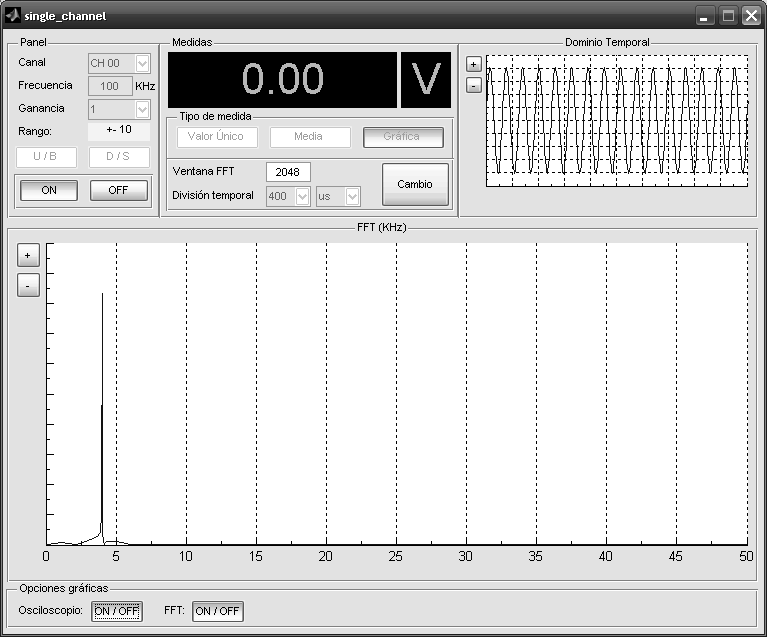 single_channel
Panel
Canal CH 00
Frecuencia 100 KHz
Ganancia 1
Rango: +- 10
U / B D / S
ON OFF
Medidas
0.00 V
Tipo de medida
Valor Único Media Gráfica
Ventana FFT 2048
División temporal 400 us
Cambio
Dominio Temporal
+
-
FFT (KHz)
+
-
0 5 10 15 20 25 30 35 40 45 50
Opciones gráficas
Osciloscopio: ON / OFF FFT: ON / OFF